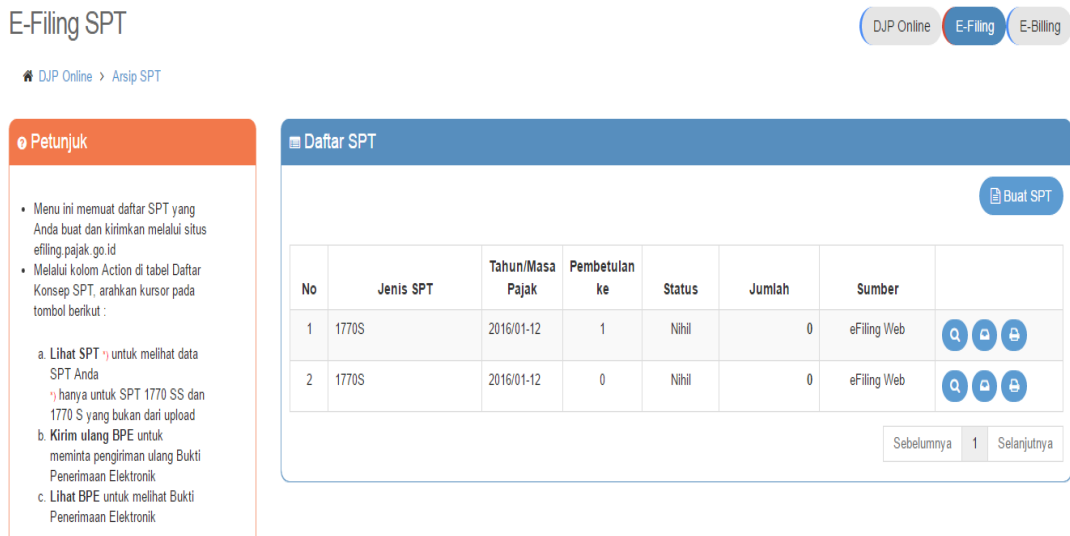 E-Filing SPT
DJP Online
E-Filing
E-Billing
DJP Online > Arsip SPT
Petunjuk
Menu ini memuat daftar SPT yang
Anda buat dan kirimkan melalui situs
efiling.pajak.go.id
Melalui kolom Action di tabel Daftar
Konsep SPT, arahkan kursor pada
tombol berikut :
a. Lihat SPT *) untuk melihat data
SPT Anda
*) hanya untuk SPT 1770 SS dan
1770 S yang bukan dari upload
b. Kirim ulang BPE untuk
meminta pengiriman ulang Bukti
Penerimaan Elektronik
c. Lihat BPE untuk melihat Bukti
Penerimaan Elektronik
Daftar SPT
Buat SPT
No Jenis SPT Tahun/Masa Pajak Pembetulan ke Status Jumlah Sumber
1 1770S 2016/01-12 1 Nihil 0 eFiling Web
2 1770S 2016/01-12 0 Nihil 0 eFiling Web
Sebelumnya 1 Selanjutnya